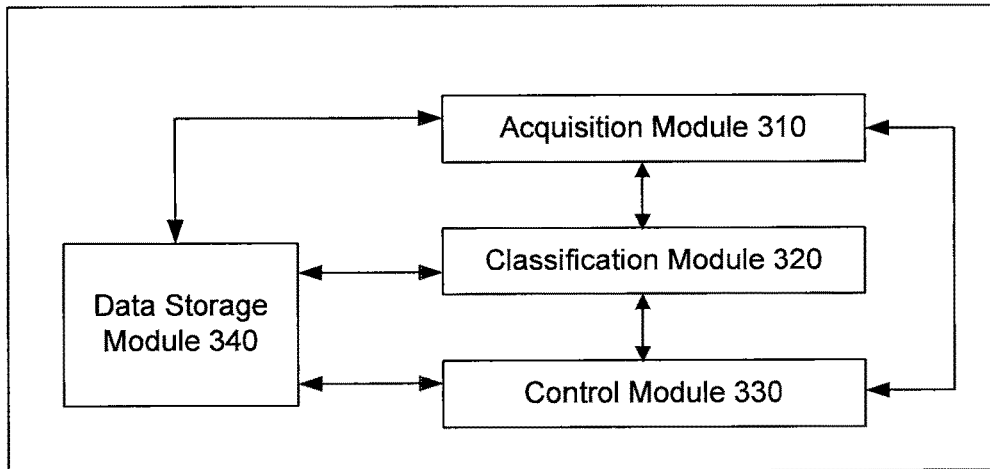 Acquisition Module 310
Classification Module 320
Data Storage
Module 340
Control Module 330